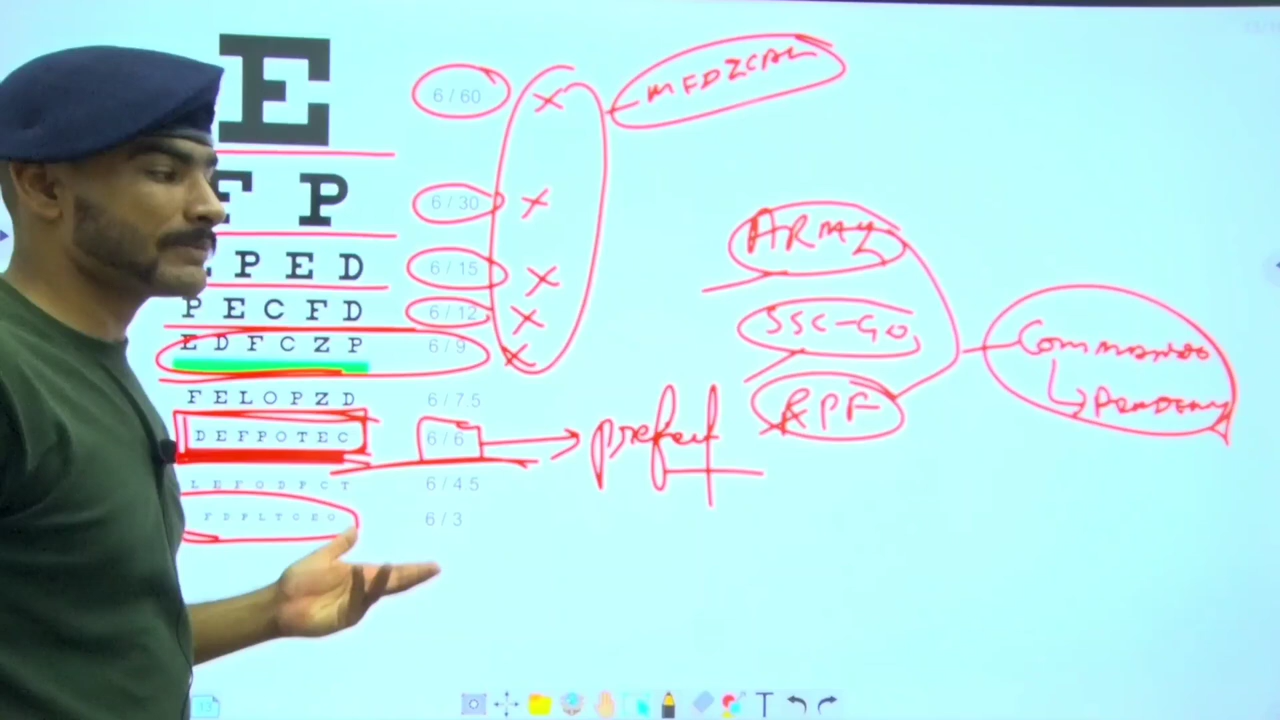 E
6 / 60
MEDICAL
F P
6 / 30
ARMY
P E D
6 / 15
P E C F D
6 / 12
SSC-GD
E D F C Z P
6 / 9
Commando
F E L O P Z D
6 / 7.5
RPF
D E F P O T E C
6 / 6
prefect
L E F O D P C T
6 / 4.5
F D P L T C E O
6 / 3
T